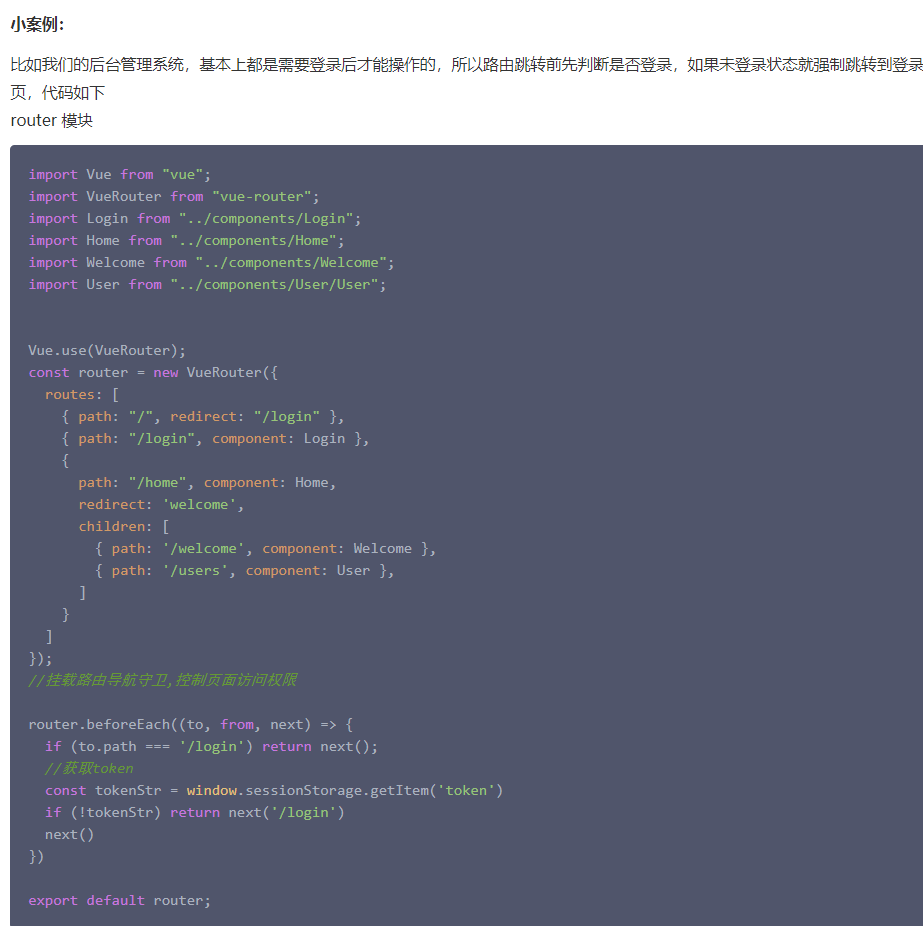 小案例：
比如我们的后台管理系统，基本上都是需要登录后才能操作的，所以路由跳转前先判断是否登录，如果未登录状态就强制跳转到登录
页，代码如下
router 模块
import Vue from "vue";
import VueRouter from "vue-router";
import Login from "../components/Login";
import Home from "../components/Home";
import Welcome from "../components/Welcome";
import User from "../components/User/User";
Vue.use(VueRouter);
const router = new VueRouter({
  routes: [
    { path: "/", redirect: "/login" },
    { path: "/login", component: Login },
    {
      path: "/home", component: Home,
      redirect: 'welcome',
      children: [
        { path: '/welcome', component: Welcome },
        { path: '/users', component: User },
      ]
    }
  ]
});
//挂载路由导航守卫,控制页面访问权限
router.beforeEach((to, from, next) => {
  if (to.path === '/login') return next();
  //获取token
  const tokenStr = window.sessionStorage.getItem('token')
  if (!tokenStr) return next('/login')
  next()
})
export default router;